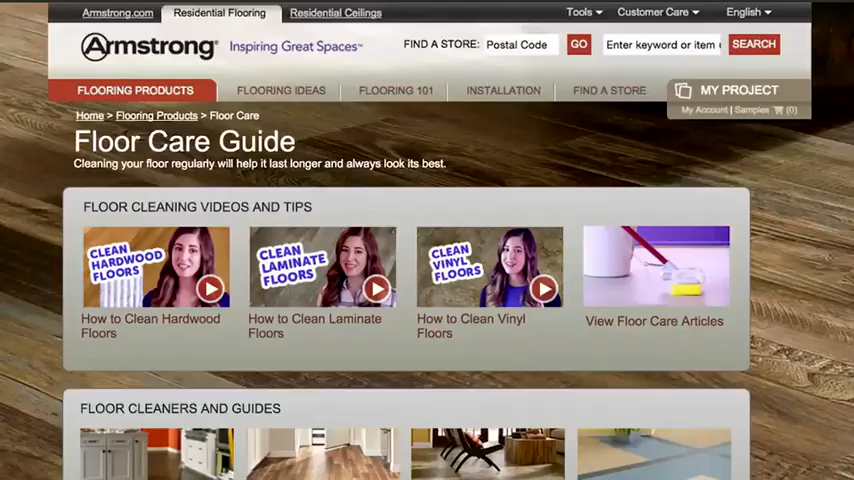 Armstrong.com Residential Flooring Residential Ceilings Tools Customer Care English
Armstrong® Inspiring Great Spaces™ FIND A STORE: Postal Code GO Enter keyword or item SEARCH
FLOORING PRODUCTS FLOORING IDEAS FLOORING 101 INSTALLATION FIND A STORE MY PROJECT
My Account | Samples (0)
Home > Flooring Products > Floor Care
Floor Care Guide
Cleaning your floor regularly will help it last longer and always look its best.
FLOOR CLEANING VIDEOS AND TIPS
CLEAN
HARDWOOD
FLOORS
CLEAN
LAMINATE
FLOORS
CLEAN
VINYL
FLOORS
How to Clean Hardwood
Floors
How to Clean Laminate
Floors
How to Clean Vinyl
Floors
View Floor Care Articles
FLOOR CLEANERS AND GUIDES